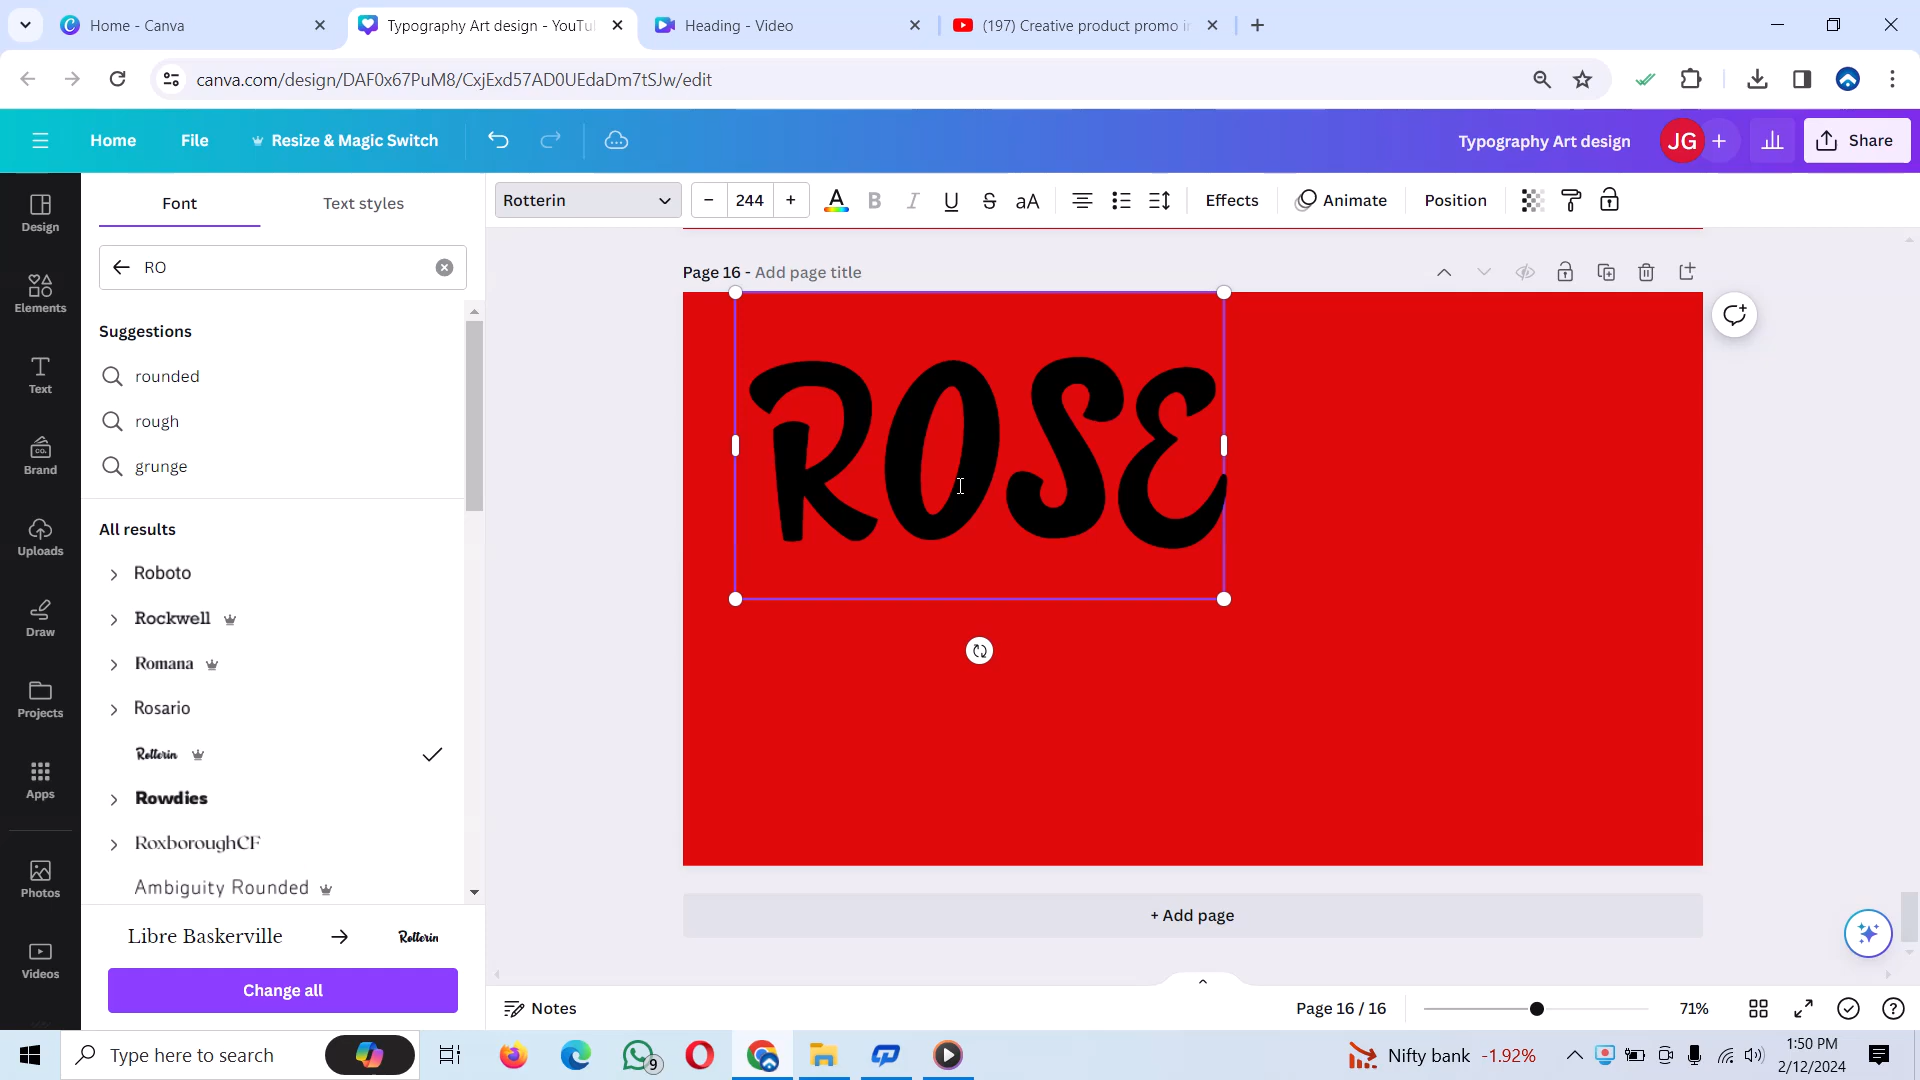 Home - Canva
Typography Art design - YouTu
Heading - Video
(197) Creative product promo i
canva.com/design/DAF0x67PuM8/CxjExd57AD0UEdaDm7tSJw/edit
Home
File
Resize & Magic Switch
Typography Art design
JG
Share
Design
Elements
Text
Brand
Uploads
Draw
Projects
Apps
Photos
Videos
Font
Text styles
RO
Suggestions
rounded
rough
grunge
All results
Roboto
Rockwell
Romana
Rosario
Rotterin
Rowdies
RoxboroughCF
Ambiguity Rounded
Libre Baskerville
Rotterin
Change all
Rotterin
244
B
I
U
S
aA
Effects
Animate
Position
Page 16 - Add page title
ROSE
+ Add page
Notes
Page 16 / 16
71%
Type here to search
9
Nifty bank -1.92%
1:50 PM
2/12/2024